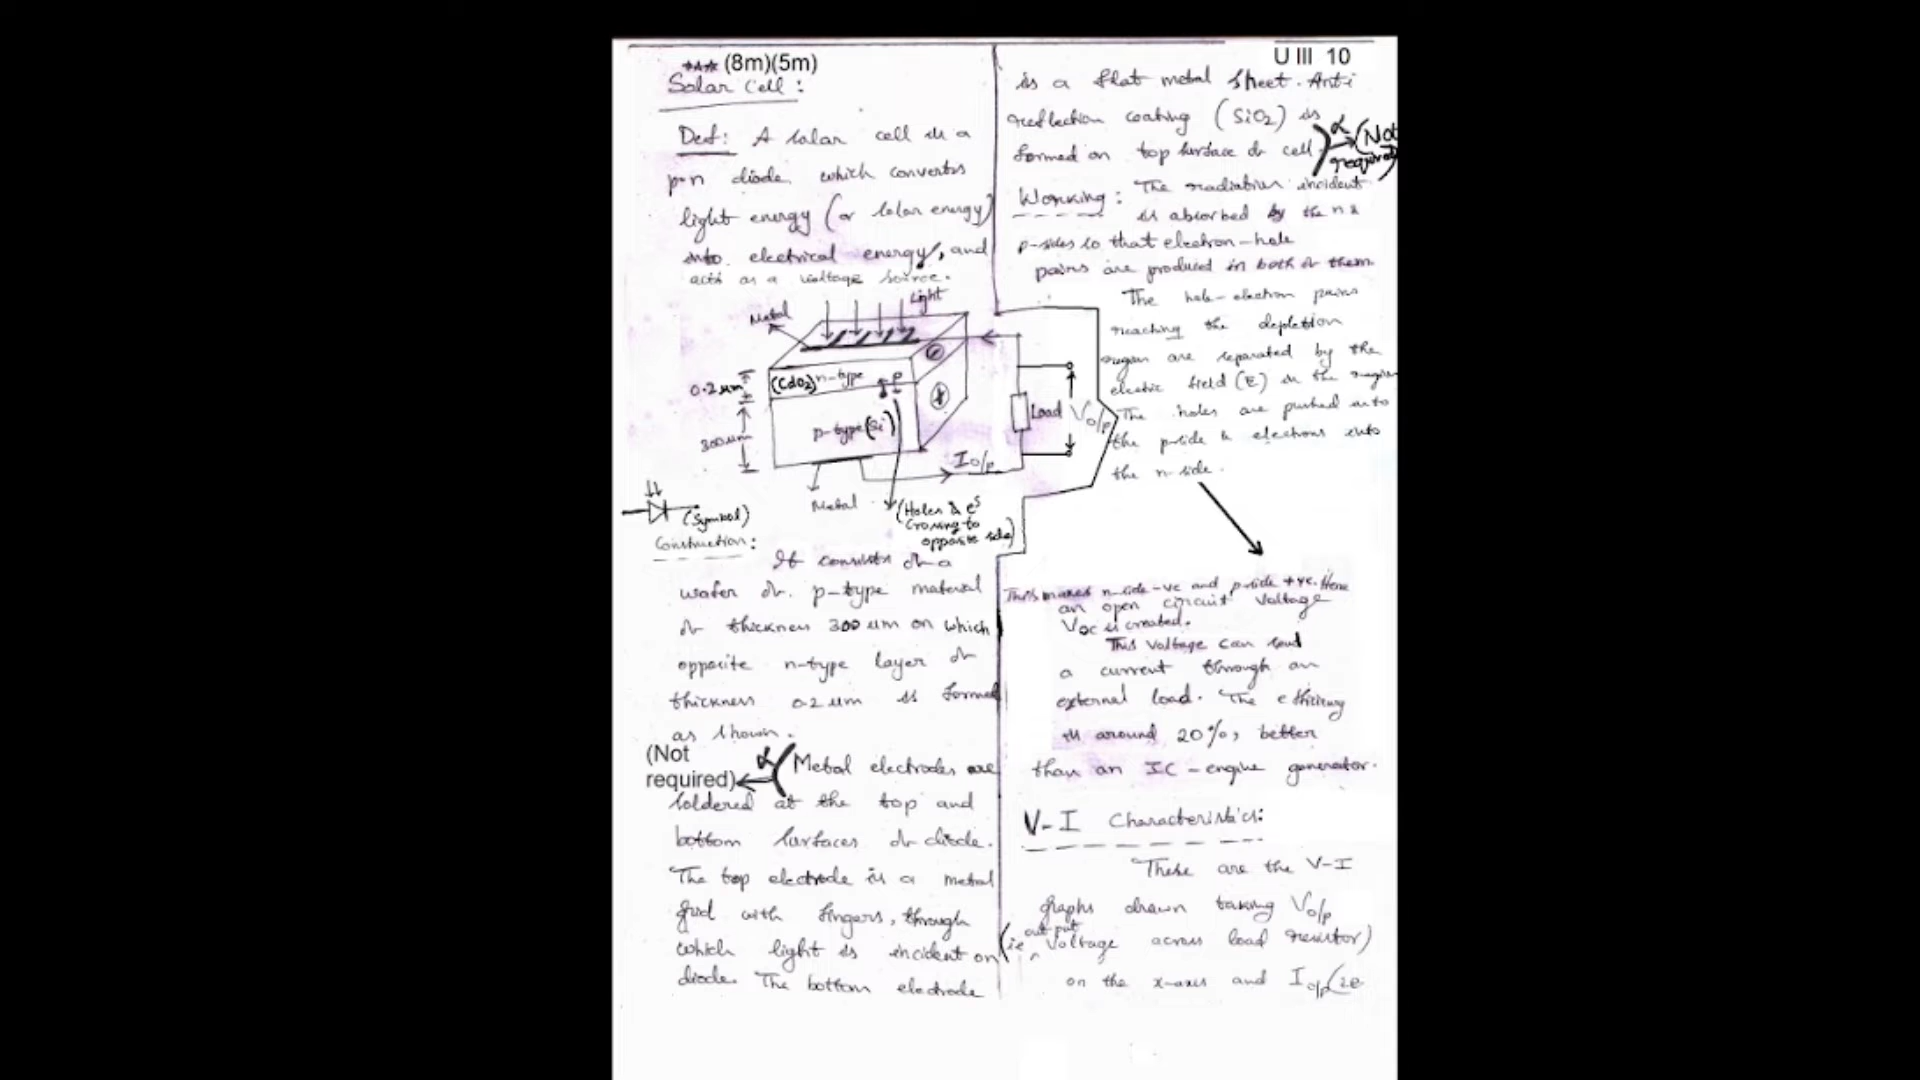 *** (8m)(5m)
Solar Cell:
Def: A solar cell is a
p-n diode which converts
light energy (or solar energy)
into electrical energy, and
acts as a voltage source.
Light
Metal
0.2 µm
(CdO2) n-type
300 µm
p-type (Si)
Load
Vo/p
Io/p
Metal
(Holes & e^s
crossing to
opposite side)
(Symbol)
Construction:
It consists of a
wafer of p-type material
of thickness 300 µm on which
opposite n-type layer of
thickness 0.2 µm is formed
as shown.
(Not
required)
α
(Metal electrodes are
soldered at the top and
bottom surfaces of diode.
The top electrode is a metal
grid with fingers, through
which light is incident on
diode. The bottom electrode
U III 10
is a flat metal sheet. Anti
reflection coating (SiO2) is
formed on top surface of cell)
α (Not
required)
Working: The radiation incident
is absorbed by the n &
p-sides so that electron-hole
pairs are produced in both of them.
The hole-electron pairs
reaching the depletion
region are separated by the
electric field (E) in the region
The holes are pushed into
the p-side & electrons into
the n-side.
This makes n-side -ve and p-side +ve. Hence
an open circuit voltage
Voc is created.
This voltage can send
a current through an
external load. The efficiency
is around 20%, better
than an IC-engine generator.
V-I Characteristics:
These are the V-I
graphs drawn taking Vo/p
(ie output voltage across load resistor)
on the x-axis and Io/p (ie